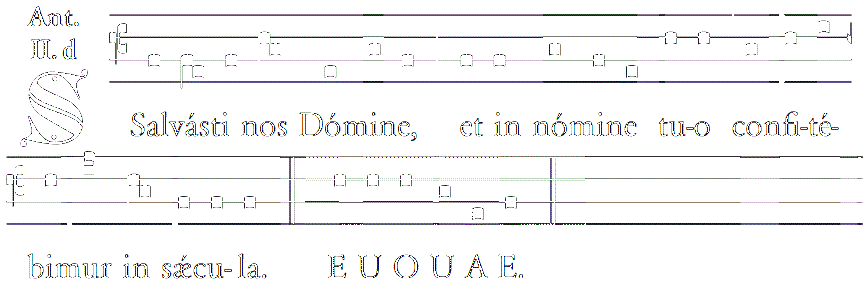 Ant.
II. d
S
Salvásti nos Dómine, et in nómine tu-o confi-té-
bimur in sǽcu-la. E U O U A E.